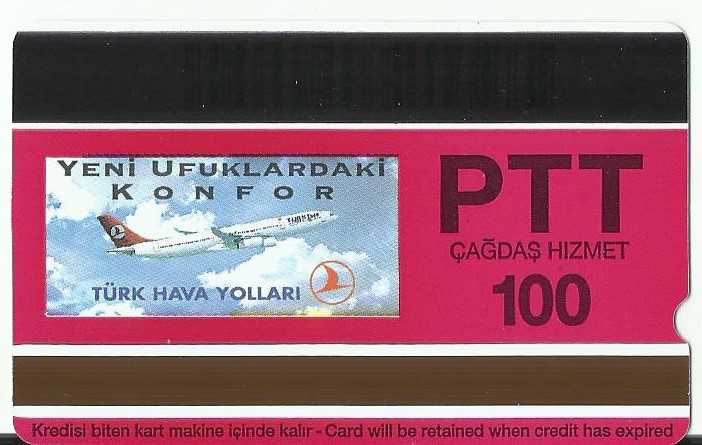 YENİ UFUKLARDAKİ
KONFOR
TURKISH
TÜRK HAVA YOLLARI
PTT
ÇAĞDAŞ HIZMET
100
Kredisi biten kart makine içinde kalır - Card will be retained when credit has expired